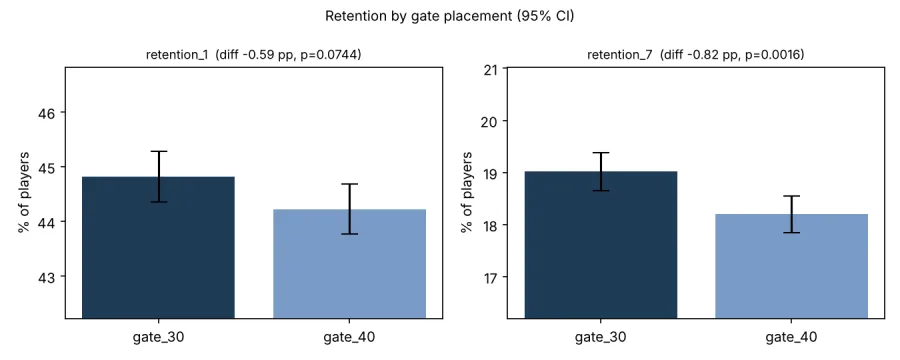 Retention by gate placement (95% CI)
retention_1 (diff -0.59 pp, p=0.0744)
% of players
46
45
44
43
gate_30
gate_40
retention_7 (diff -0.82 pp, p=0.0016)
% of players
21
20
19
18
17
gate_30
gate_40